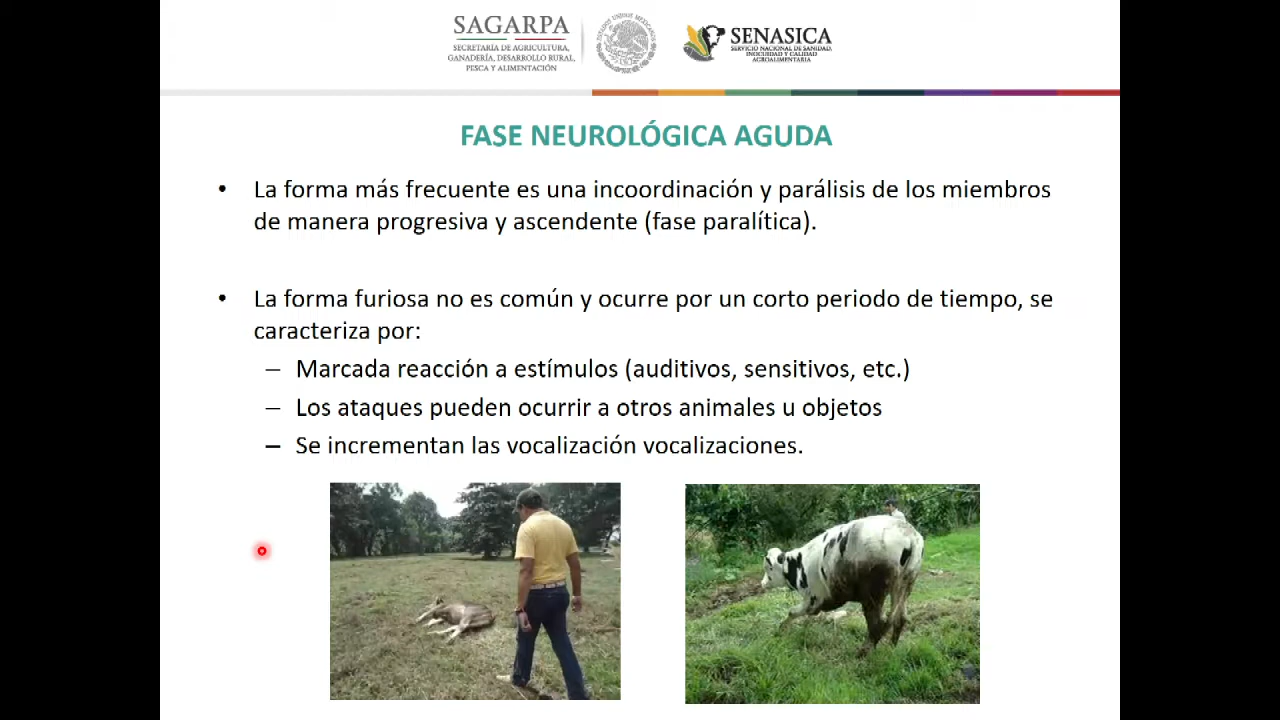 SAGARPA
SECRETARÍA DE AGRICULTURA,
GANADERÍA, DESARROLLO RURAL,
PESCA Y ALIMENTACIÓN
ESTADOS UNIDOS MEXICANOS
SENASICA
SERVICIO NACIONAL DE SANIDAD,
INOCUIDAD Y CALIDAD
AGROALIMENTARIA
FASE NEUROLÓGICA AGUDA
• La forma más frecuente es una incoordinación y parálisis de los miembros
de manera progresiva y ascendente (fase paralítica).
• La forma furiosa no es común y ocurre por un corto periodo de tiempo, se
caracteriza por:
– Marcada reacción a estímulos (auditivos, sensitivos, etc.)
– Los ataques pueden ocurrir a otros animales u objetos
– Se incrementan las vocalización vocalizaciones.